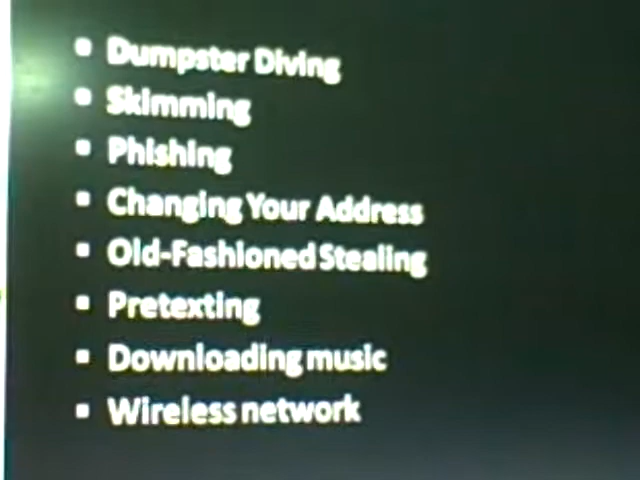 Dumpster Diving
Skimming
Phishing
Changing Your Address
Old-Fashioned Stealing
Pretexting
Downloading music
Wireless network